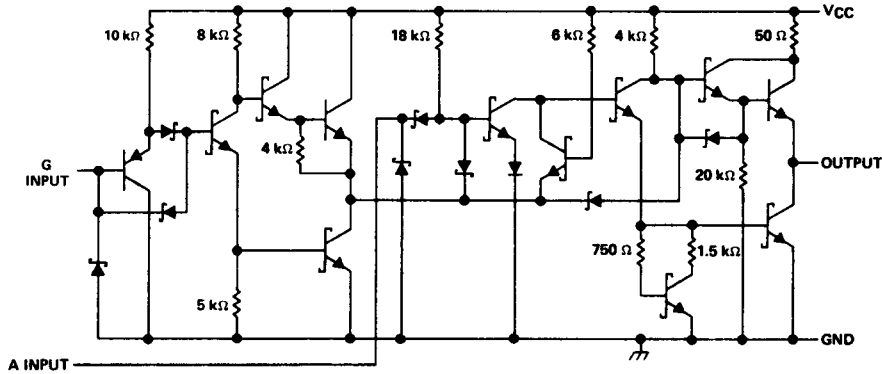 VCC
10 kΩ
8 kΩ
18 kΩ
6 kΩ
4 kΩ
50 Ω
4 kΩ
G
INPUT
OUTPUT
20 kΩ
750 Ω
1.5 kΩ
5 kΩ
GND
A INPUT